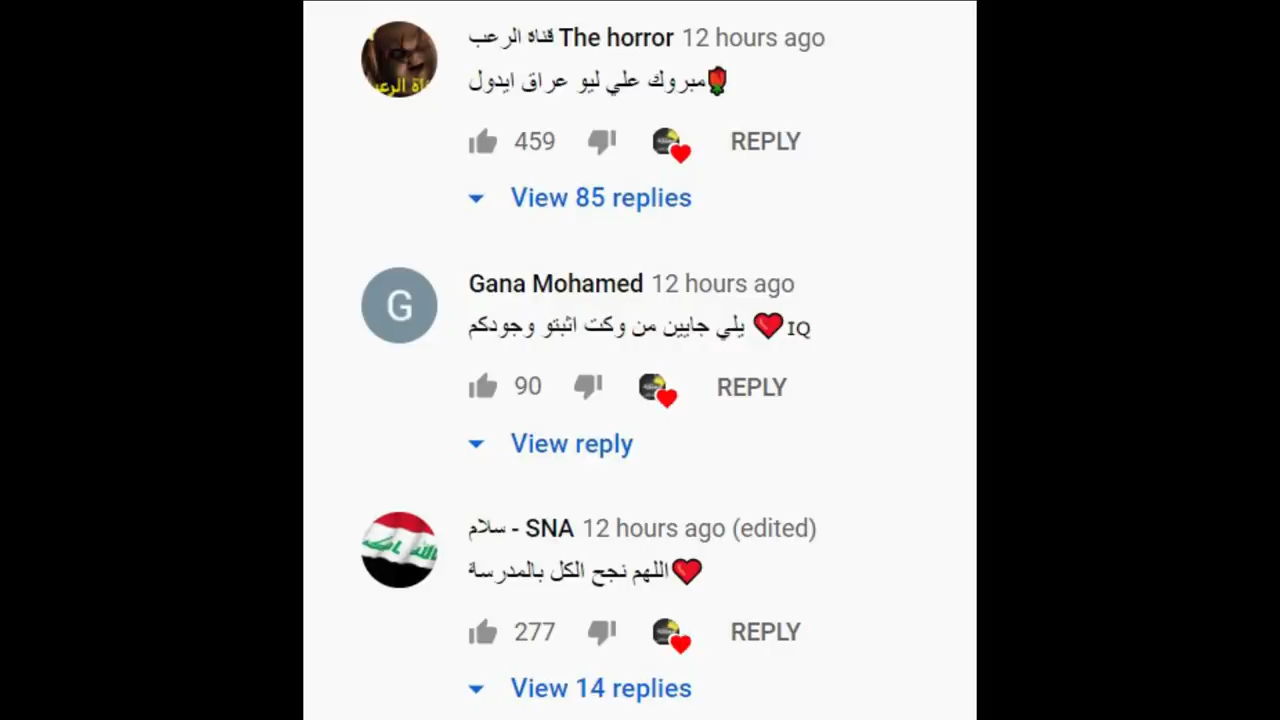 قناة الرعب The horror 12 hours ago
مبروك علي ليو عراق ايدول🌹
459 REPLY
View 85 replies
G
Gana Mohamed 12 hours ago
يلي جايين من وكت اثبتو وجودكم ❤️ IQ
90 REPLY
View reply
سلام - SNA 12 hours ago (edited)
اللهم نجح الكل بالمدرسة❤️
277 REPLY
View 14 replies